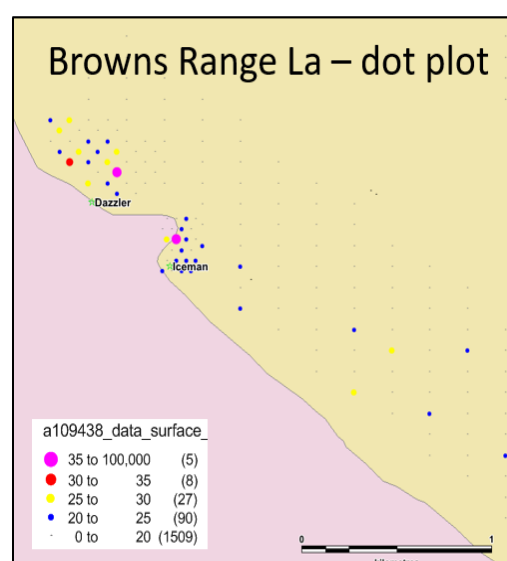 Browns Range La – dot plot
Dazzler
Iceman
a109438_data_surface_
35 to 100,000 (5)
30 to 35 (8)
25 to 30 (27)
20 to 25 (90)
0 to 20 (1509)
0 1